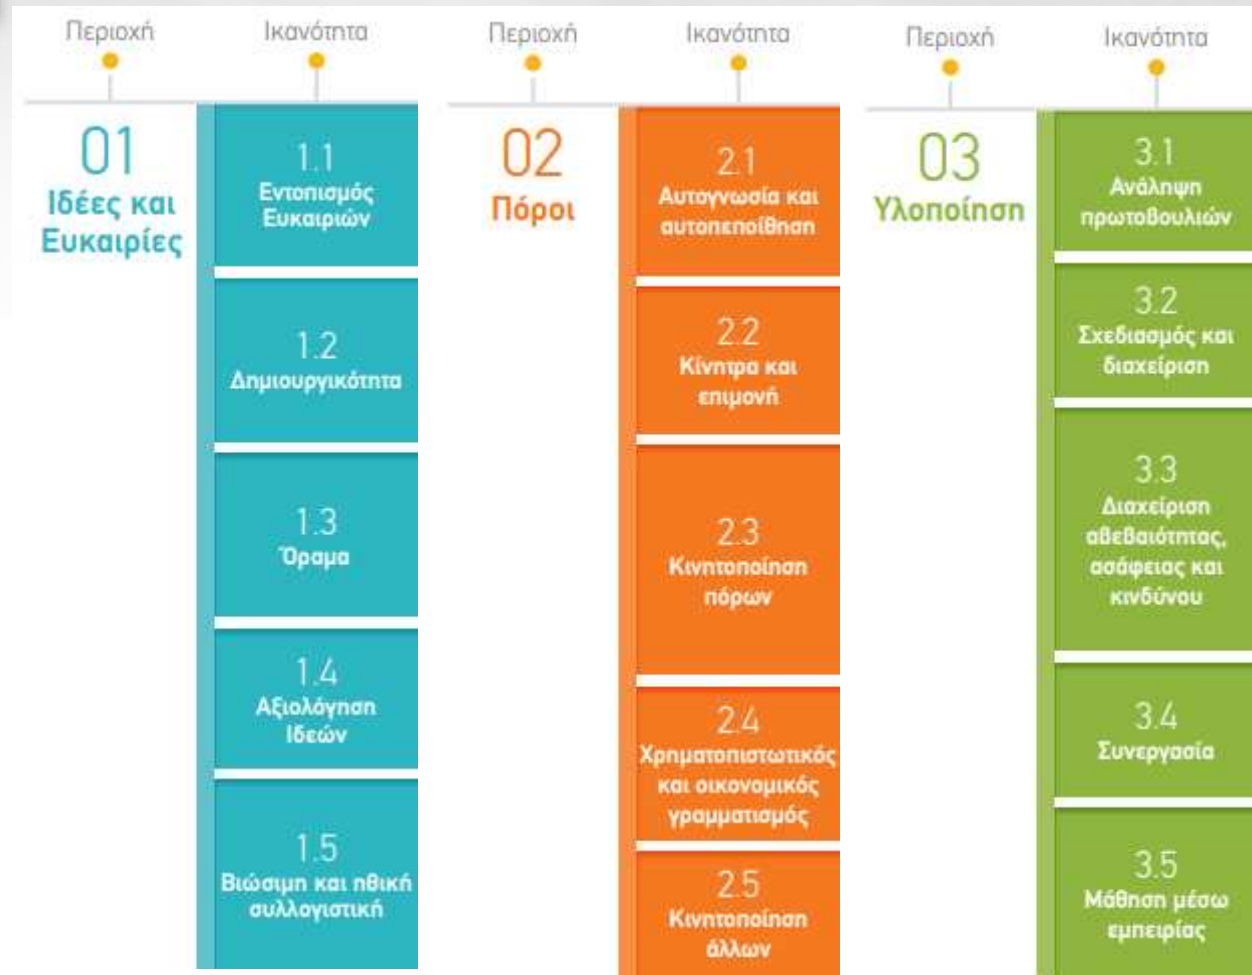 Περιοχή
Ικανότητα
01
Ιδέες και
Ευκαιρίες
1.1
Εντοπισμός
Ευκαιριών
1.2
Δημιουργικότητα
1.3
Όραμα
1.4
Αξιολόγηση
Ιδεών
1.5
Βιώσιμη και ηθική
συλλογιστική
Περιοχή
Ικανότητα
02
Πόροι
2.1
Αυτογνωσία και
αυτοπεποίθηση
2.2
Κίνητρα και
επιμονή
2.3
Κινητοποίηση
πόρων
2.4
Χρηματοπιστωτικός
και οικονομικός
γραμματισμός
2.5
Κινητοποίηση
άλλων
Περιοχή
Ικανότητα
03
Υλοποίηση
3.1
Ανάληψη
πρωτοβουλιών
3.2
Σχεδιασμός και
διαχείριση
3.3
Διαχείριση
αβεβαιότητας,
ασάφειας και
κινδύνου
3.4
Συνεργασία
3.5
Μάθηση μέσω
εμπειρίας